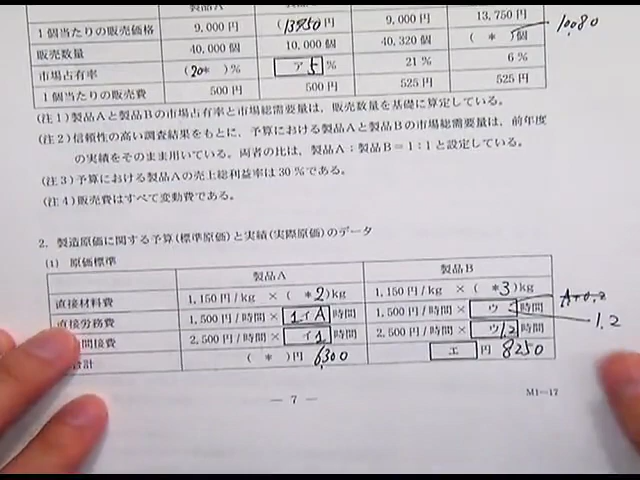 製品A 製品B
1個当たりの販売価格 9,000円 (13750)円 9,000円 13,750円 10,080
販売数量 40,000個 10,000個 40,320個 ( * )個
市場占有率 (20* )% ア 5 % 21% 6%
1個当たりの販売費 500円 500円 525円 525円
(注1)製品Aと製品Bの市場占有率と市場総需要量は、販売数量を基礎に算定している。
(注2)信頼性の高い調査結果をもとに、予算における製品Aと製品Bの市場総需要量は、前年度
の実績をそのまま用いている。両者の比は、製品A:製品B=1:1と設定している。
(注3)予算における製品Aの売上総利益率は30%である。
(注4)販売費はすべて変動費である。
2. 製造原価に関する予算(標準原価)と実績(実際原価)のデータ
(1) 原価標準
製品A 製品B
直接材料費 1,150円/kg ×( *2)kg 1,150円/kg ×( *3)kg A+0.2
直接労務費 1,500円/時間× 1イA 時間 1,500円/時間× ウ 時間 1.2
間接費 2,500円/時間× イ1 時間 2,500円/時間× ウ1.2 時間
合計 ( * )円 6,300 エ 円 8250
— 7 —
M1—17